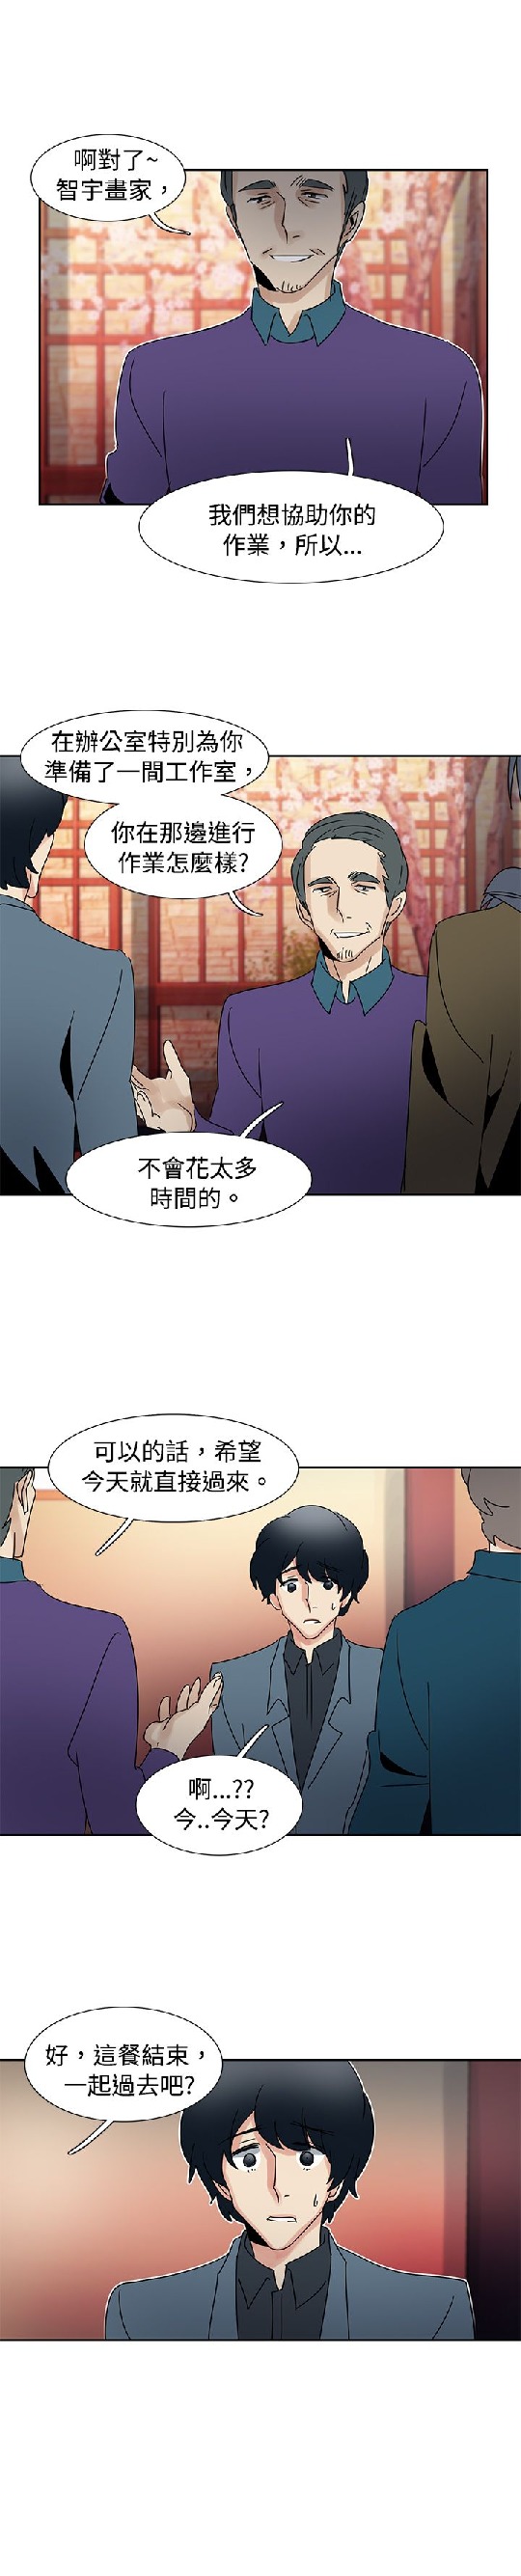 啊對了~
智宇畫家，
我們想協助你的
作業，所以...
在辦公室特別為你
準備了一間工作室，
你在那邊進行
作業怎麼樣?
不會花太多
時間的。
可以的話，希望
今天就直接過來。
啊...??
今..今天?
好，這餐結束，
一起過去吧?